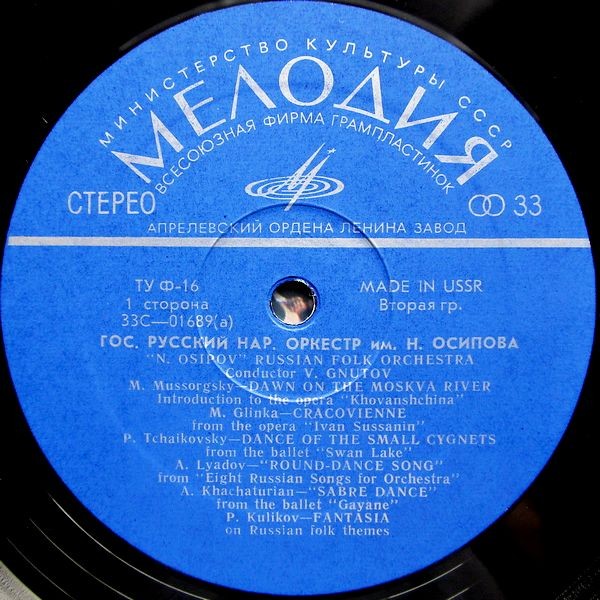 МИНИСТЕРСТВО КУЛЬТУРЫ СССР
МЕЛОДИЯ
ВСЕСОЮЗНАЯ ФИРМА ГРАМПЛАСТИНОК
СТЕРЕО
33
АПРЕЛЕВСКИЙ ОРДЕНА ЛЕНИНА ЗАВОД
ТУ Ф-16
MADE IN USSR
1 сторона
Вторая гр.
33С—01689(а)
ГОС. РУССКИЙ НАР. ОРКЕСТР им. Н. ОСИПОВА
"N. OSIPOV" RUSSIAN FOLK ORCHESTRA
Conductor V. GNUTOV
M. Mussorgsky—DAWN ON THE MOSKVA RIVER
Introduction to the opera "Khovanshchina"
M. Glinka—CRACOVIENNE
from the opera "Ivan Sussanin"
P. Tchaikovsky—DANCE OF THE SMALL CYGNETS
from the ballet "Swan Lake"
A. Lyadov—"ROUND-DANCE SONG"
from "Eight Russian Songs for Orchestra"
A. Khachaturian—"SABRE DANCE"
from the ballet "Gayane"
P. Kulikov—FANTASIA
on Russian folk themes